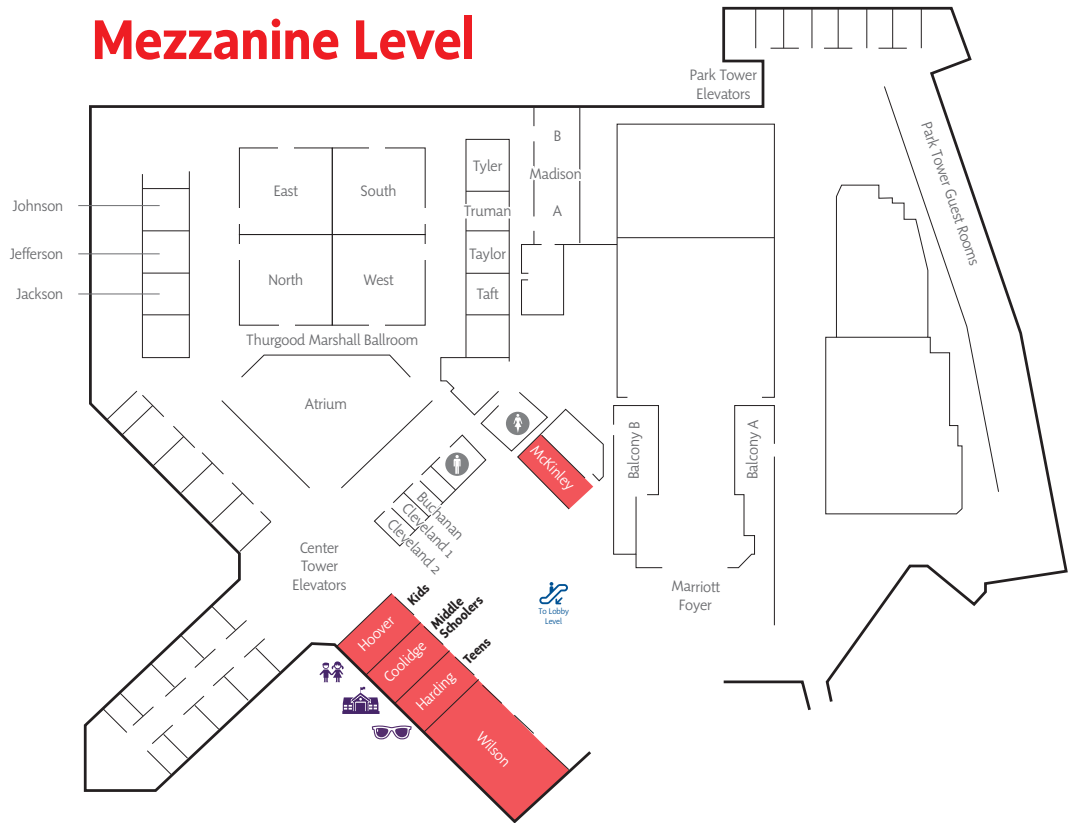 Mezzanine Level
Park Tower
Elevators
Park Tower Guest Rooms
B
Madison
A
Tyler
Truman
Taylor
Taft
East
South
North
West
Thurgood Marshall Ballroom
Johnson
Jefferson
Jackson
Atrium
McKinley
Balcony B
Balcony A
Buchanan
Cleveland 1
Cleveland 2
Center
Tower
Elevators
Marriott
Foyer
To Lobby
Level
Kids
Middle
Schoolers
Teens
Hoover
Coolidge
Harding
Wilson